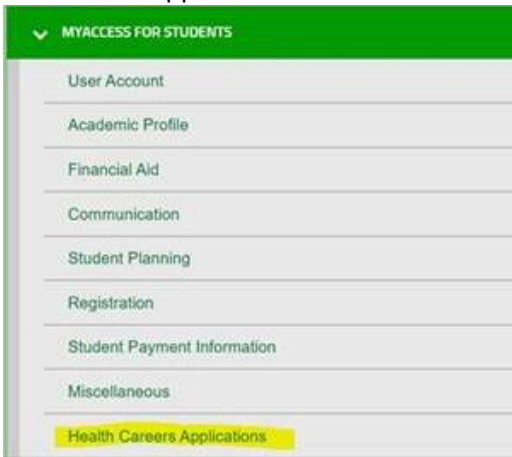 MYACCESS FOR STUDENTS
User Account
Academic Profile
Financial Aid
Communication
Student Planning
Registration
Student Payment Information
Miscellaneous
Health Careers Applications